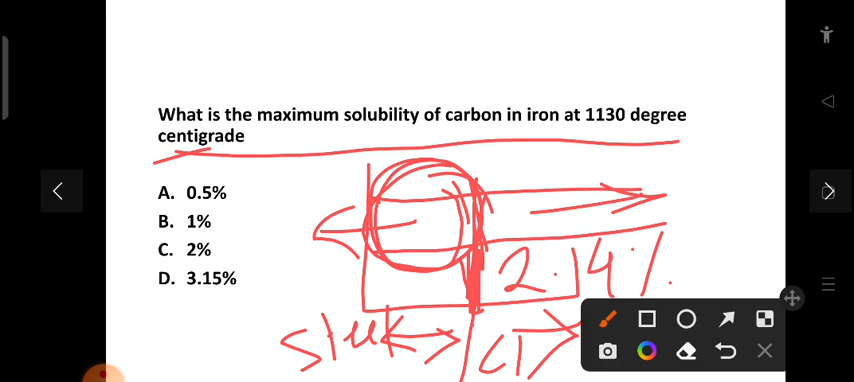 What is the maximum solubility of carbon in iron at 1130 degree
centigrade
A. 0.5%
B. 1%
C. 2%
D. 3.15%
2.14%.
CI